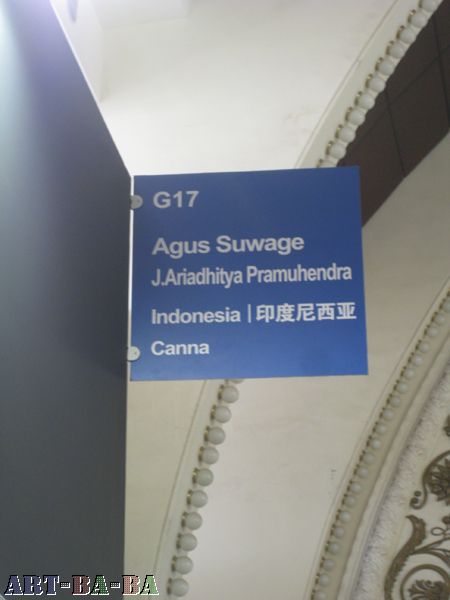 G17
Agus Suwage
J.Ariadhitya Pramuhendra
Indonesia | 印度尼西亚
Canna
ART-BA-BA